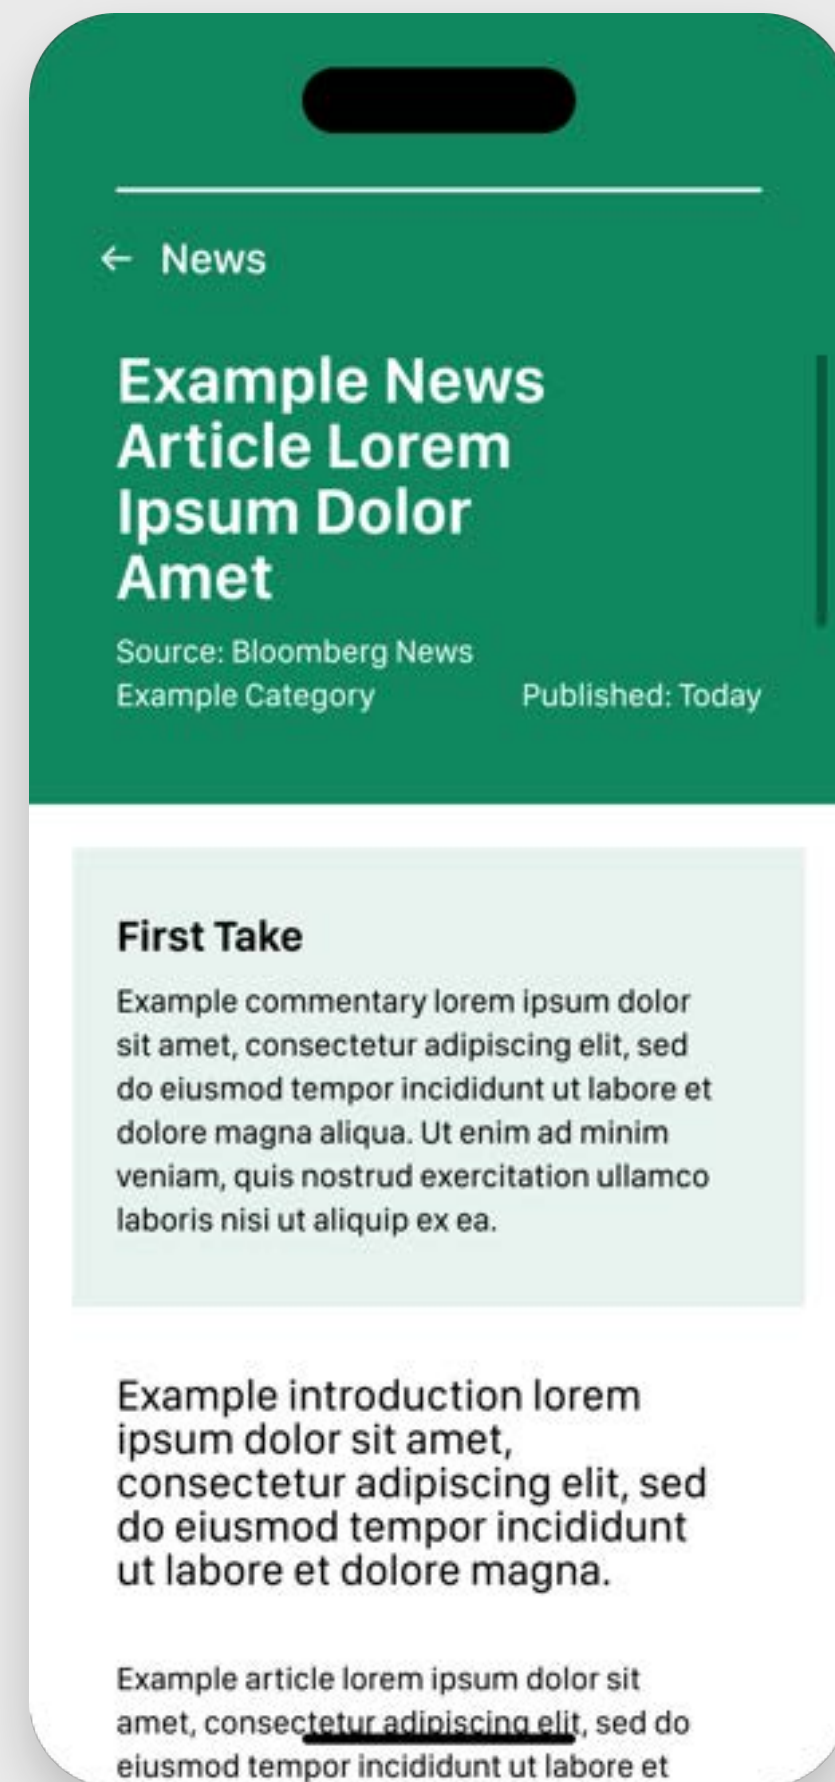 ← News
Example News
Article Lorem
Ipsum Dolor
Amet
Source: Bloomberg News
Example Category Published: Today
First Take
Example commentary lorem ipsum dolor
sit amet, consectetur adipiscing elit, sed
do eiusmod tempor incididunt ut labore et
dolore magna aliqua. Ut enim ad minim
veniam, quis nostrud exercitation ullamco
laboris nisi ut aliquip ex ea.
Example introduction lorem
ipsum dolor sit amet,
consectetur adipiscing elit, sed
do eiusmod tempor incididunt
ut labore et dolore magna.
Example article lorem ipsum dolor sit
amet, consectetur adipiscing elit, sed do
eiusmod tempor incididunt ut labore et